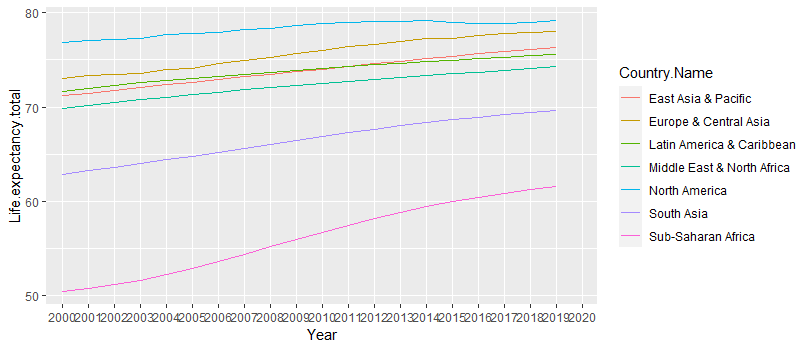 80
70
60
50
Life.expectancy.total
2000 2001 2002 2003 2004 2005 2006 2007 2008 2009 2010 2011 2012 2013 2014 2015 2016 2017 2018 2019 2020
Year
Country.Name
East Asia & Pacific
Europe & Central Asia
Latin America & Caribbean
Middle East & North Africa
North America
South Asia
Sub-Saharan Africa